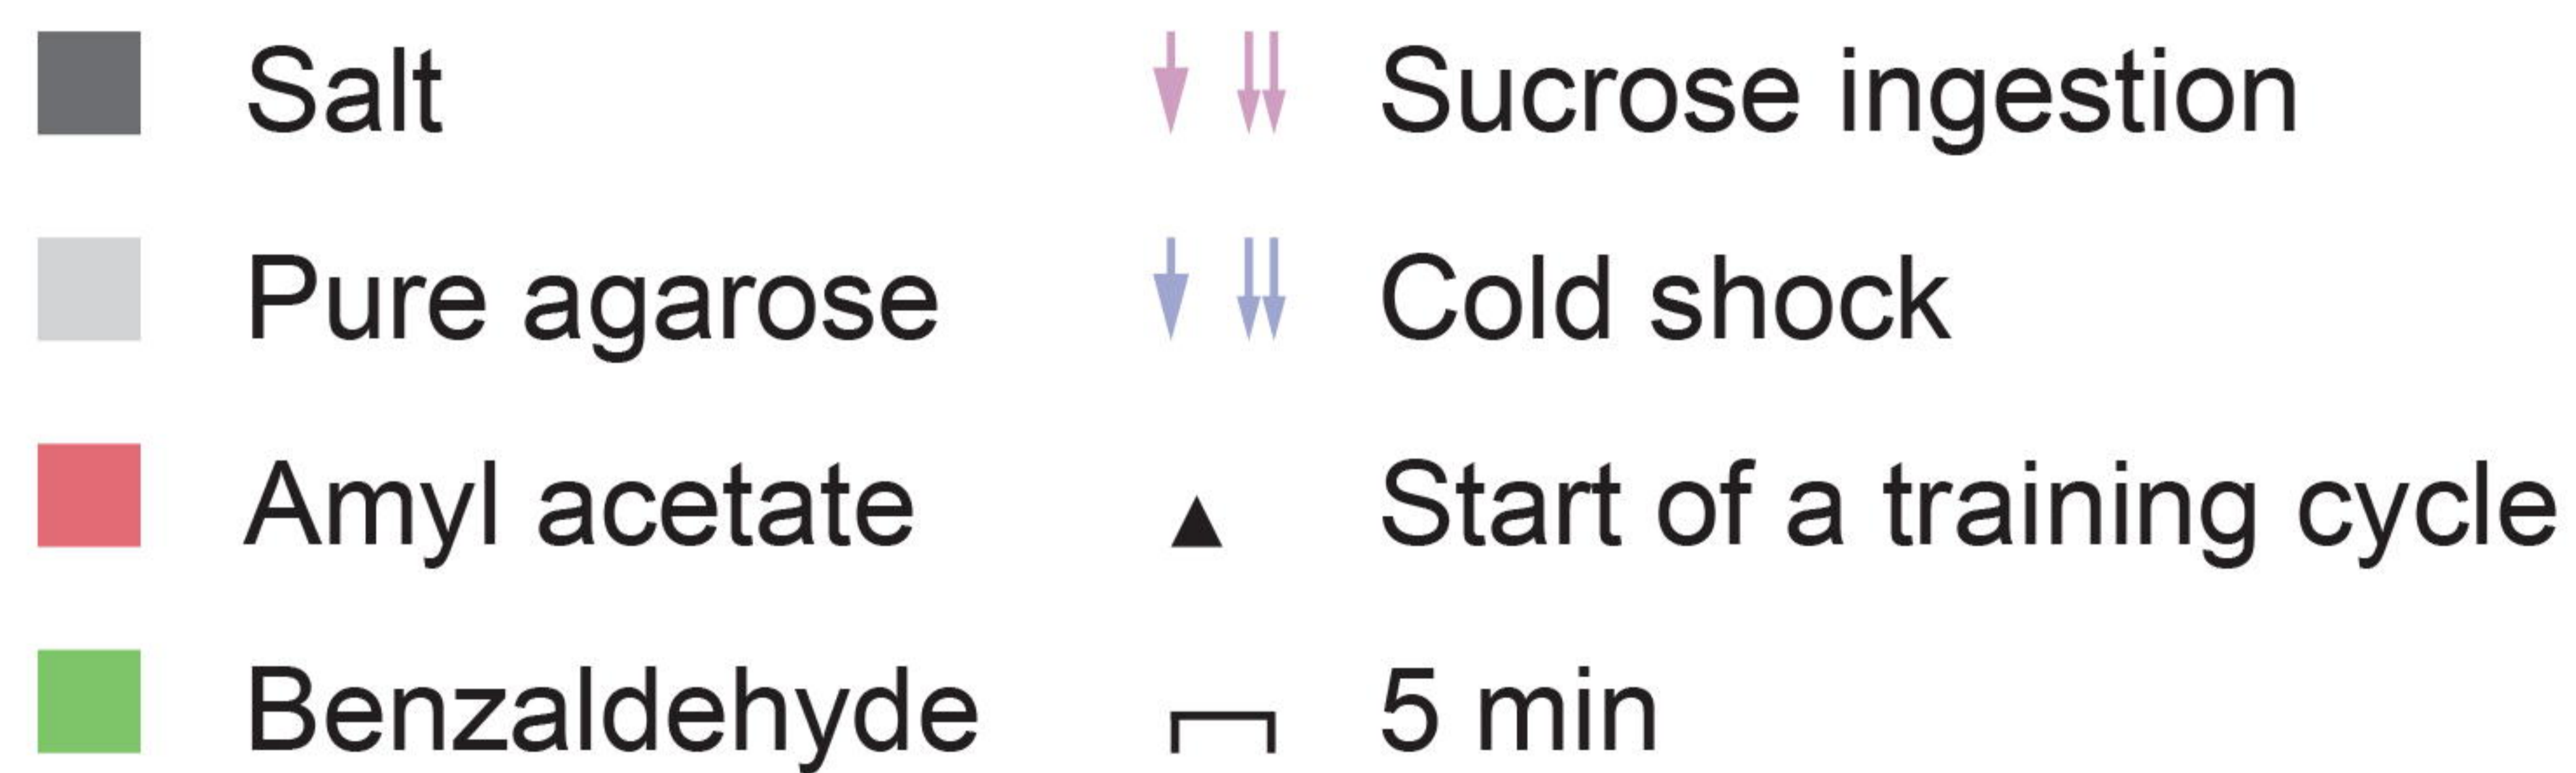 Salt
Pure agarose
Amyl acetate
Benzaldehyde
Sucrose ingestion
Cold shock
Start of a training cycle
5 min